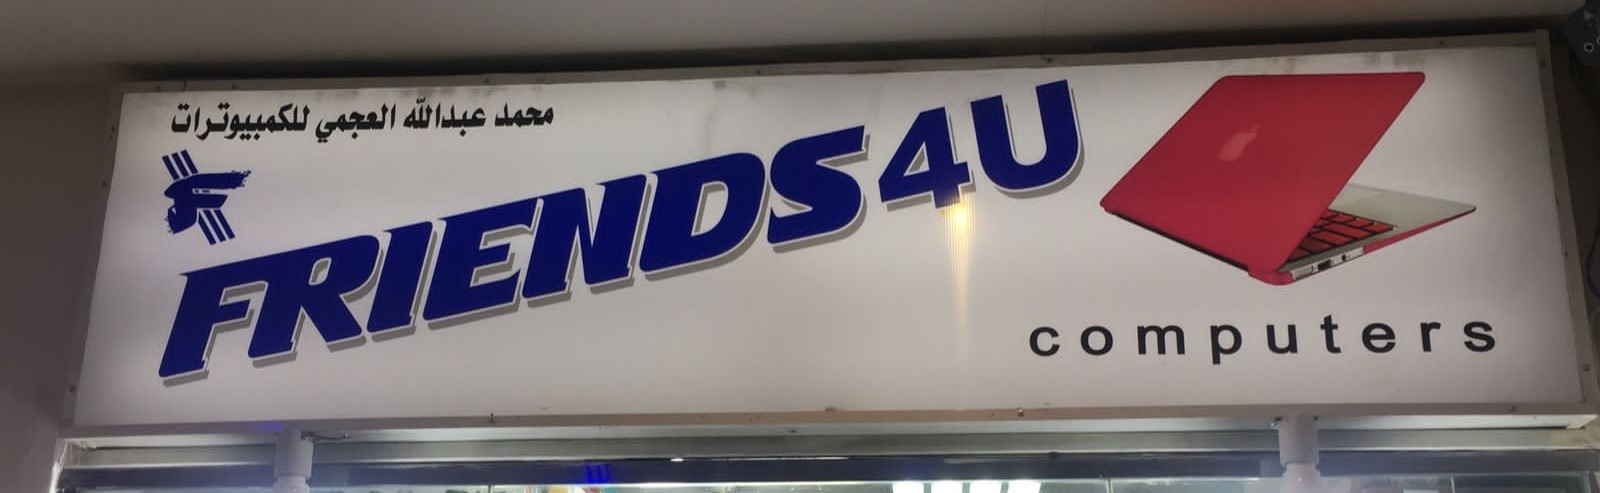 محمد عبدالله العجمي للكمبيوترات
FRIENDS4U
computers